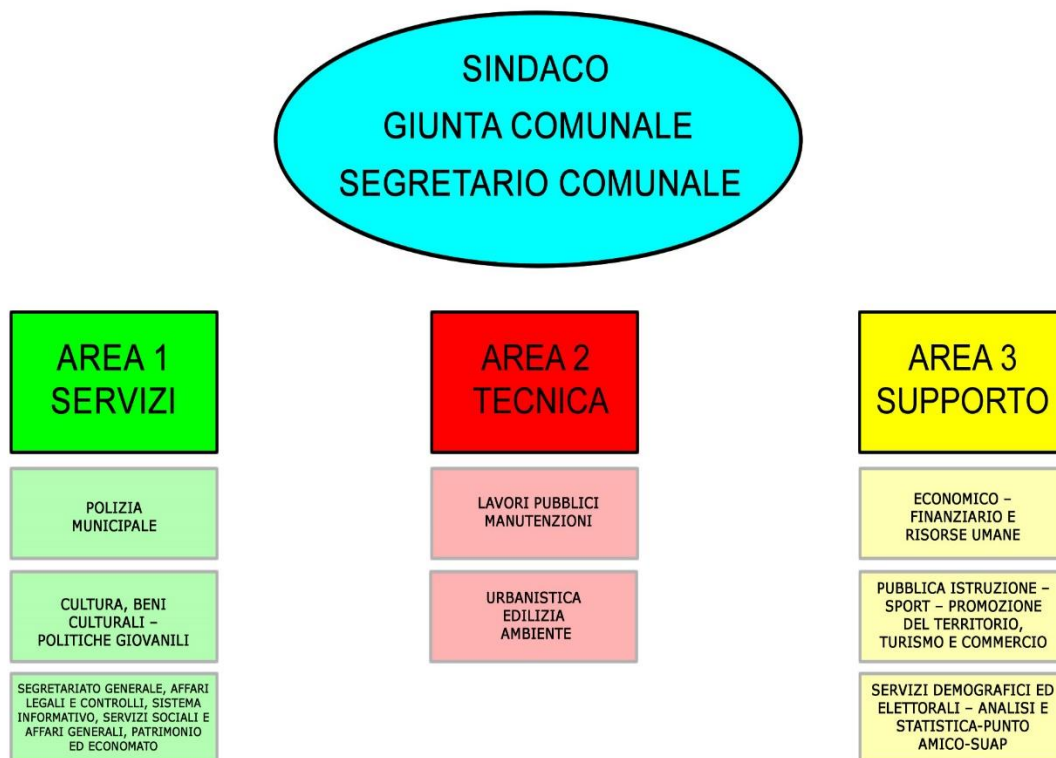 SINDACO
GIUNTA COMUNALE
SEGRETARIO COMUNALE
AREA 1
SERVIZI
POLIZIA
MUNICIPALE
CULTURA, BENI
CULTURALI –
POLITICHE GIOVANILI
SEGRETARIATO GENERALE, AFFARI
LEGALI E CONTROLLI, SISTEMA
INFORMATIVO, SERVIZI SOCIALI E
AFFARI GENERALI, PATRIMONIO
ED ECONOMATO
AREA 2
TECNICA
LAVORI PUBBLICI
MANUTENZIONI
URBANISTICA
EDILIZIA
AMBIENTE
AREA 3
SUPPORTO
ECONOMICO –
FINANZIARIO E
RISORSE UMANE
PUBBLICA ISTRUZIONE –
SPORT – PROMOZIONE
DEL TERRITORIO,
TURISMO E COMMERCIO
SERVIZI DEMOGRAFICI ED
ELETTORALI – ANALISI E
STATISTICA-PUNTO
AMICO-SUAP